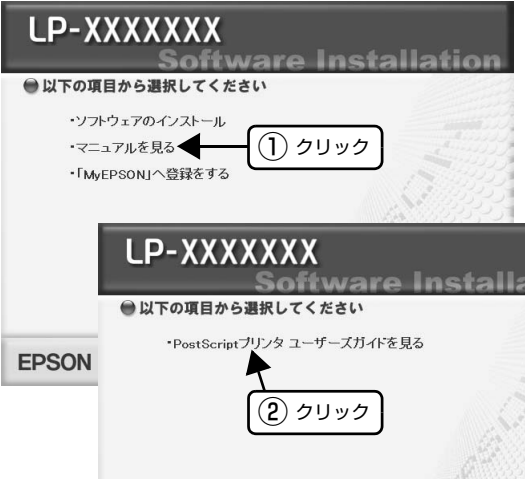 LP-XXXXXXX
Software Installation
以下の項目から選択してください
・ソフトウェアのインストール
・マニュアルを見る
① クリック
・「MyEPSON」へ登録をする
EPSON
LP-XXXXXXX
Software Installa
以下の項目から選択してください
・PostScriptプリンタ ユーザーズガイドを見る
② クリック